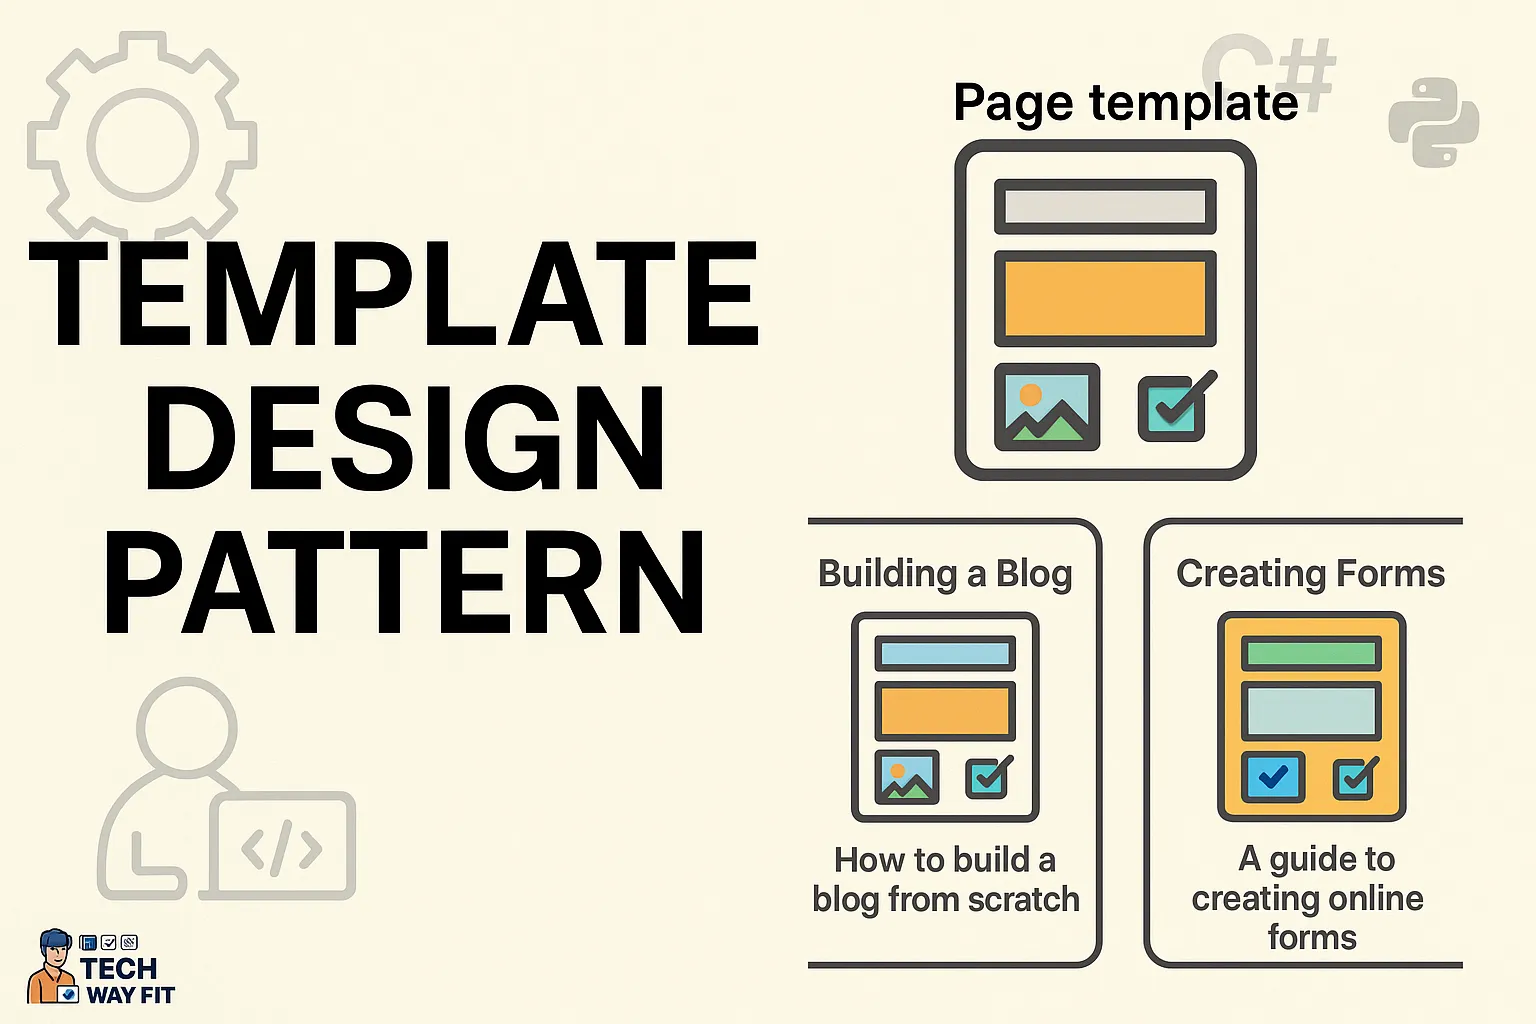 TEMPLATE
DESIGN
PATTERN
C#
Page template
Building a Blog
How to build a
blog from scratch
Creating Forms
A guide to
creating online
forms
</>
TECH
WAY FIT